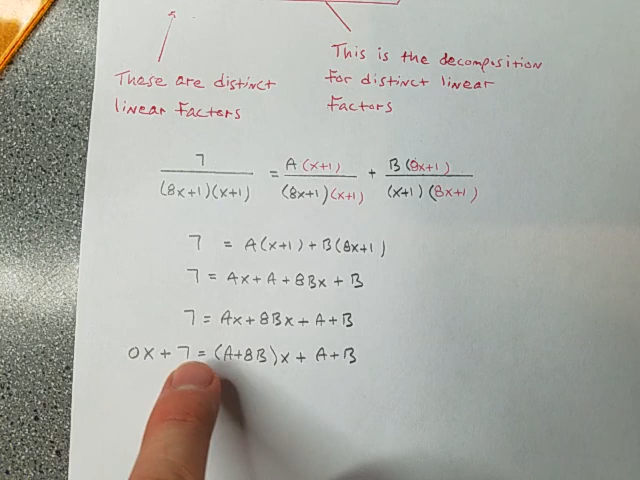 These are distinct
linear factors
This is the decomposition
for distinct linear
factors
7 / (8x+1)(x+1) = A(x+1) / (8x+1)(x+1) + B(8x+1) / (x+1)(8x+1)
7 = A(x+1) + B(8x+1)
7 = Ax + A + 8Bx + B
7 = Ax + 8Bx + A + B
0x + 7 = (A+8B)x + A+B